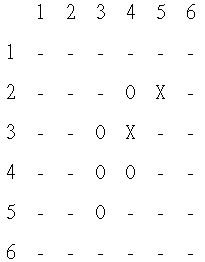 1 2 3 4 5 6
1 - - - - - -
2 - - - O X -
3 - - O X - -
4 - - O O - -
5 - - O - - -
6 - - - - - -